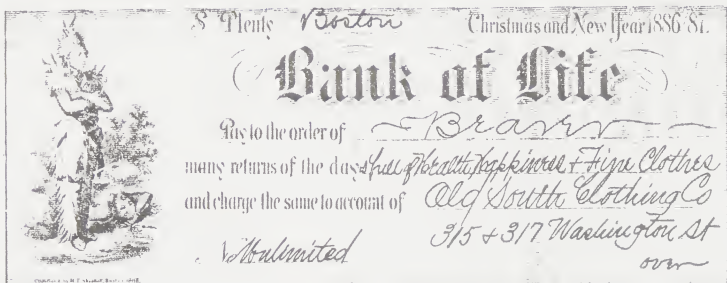 $ Plenty Boston Christmas and New Year 1886-87.
Bank of Life
Pay to the order of Bearer
many returns of the day & full of Health, Happiness & Fine Clothes
and charge the same to account of Old South Clothing Co
No Unlimited 315 & 317 Washington St
over